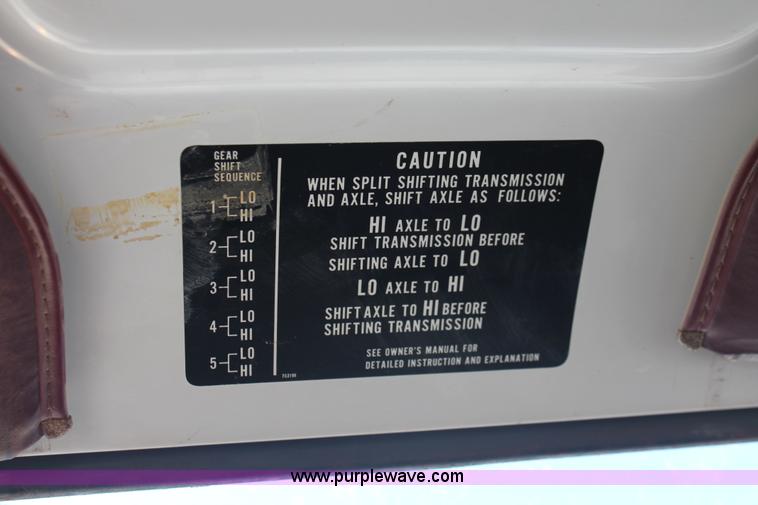 GEAR
SHIFT
SEQUENCE
1 LO
HI
2 LO
HI
3 LO
HI
4 LO
HI
5 LO
HI
CAUTION
WHEN SPLIT SHIFTING TRANSMISSION
AND AXLE, SHIFT AXLE AS FOLLOWS:
HI AXLE TO LO
SHIFT TRANSMISSION BEFORE
SHIFTING AXLE TO LO
LO AXLE TO HI
SHIFT AXLE TO HI BEFORE
SHIFTING TRANSMISSION
SEE OWNER'S MANUAL FOR
DETAILED INSTRUCTION AND EXPLANATION
www.purplewave.com